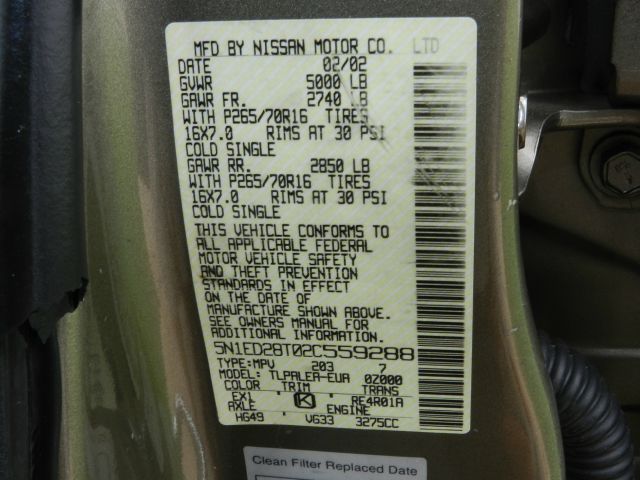 MFD BY NISSAN MOTOR CO. LTD
DATE 02/02
GVWR 5000 LB
GAWR FR. 2740 LB
WITH P265/70R16 TIRES
16X7.0 RIMS AT 30 PSI
COLD SINGLE
GAWR RR. 2850 LB
WITH P265/70R16 TIRES
16X7.0 RIMS AT 30 PSI
COLD SINGLE
THIS VEHICLE CONFORMS TO
ALL APPLICABLE FEDERAL
MOTOR VEHICLE SAFETY
AND THEFT PREVENTION
STANDARDS IN EFFECT
ON THE DATE OF
MANUFACTURE SHOWN ABOVE.
SEE OWNERS MANUAL FOR
ADDITIONAL INFORMATION.
5N1ED28T02C559288
TYPE:MPV 203 7
MODEL: TLPALEA-EUA 0Z000
COLOR TRIM TRANS
EX1 K RE4R01A
AXLE ENGINE
HG49 VG33 3275CC
Clean Filter Replaced Date